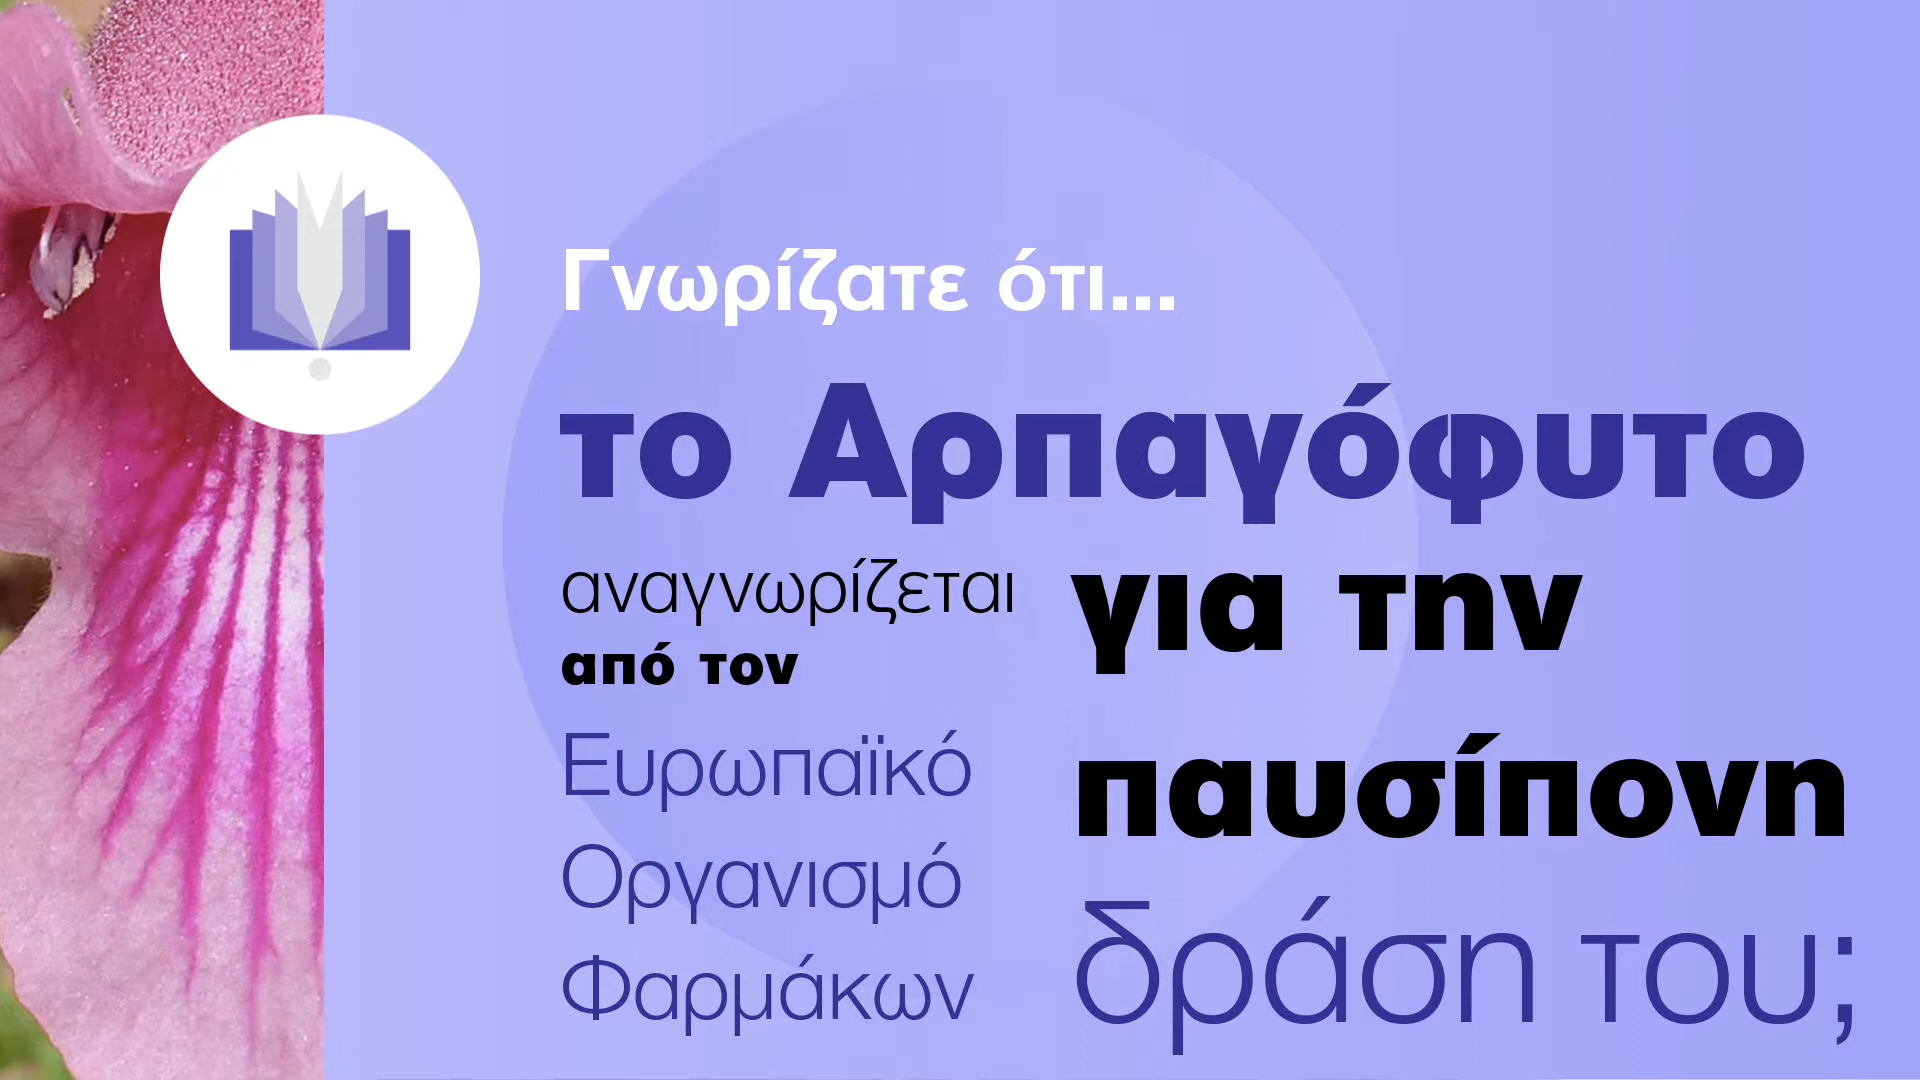 Γνωρίζατε ότι...
το Αρπαγόφυτο
αναγνωρίζεται
από τον
Ευρωπαϊκό
Οργανισμό
Φαρμάκων
για την
παυσίπονη
δράση του;